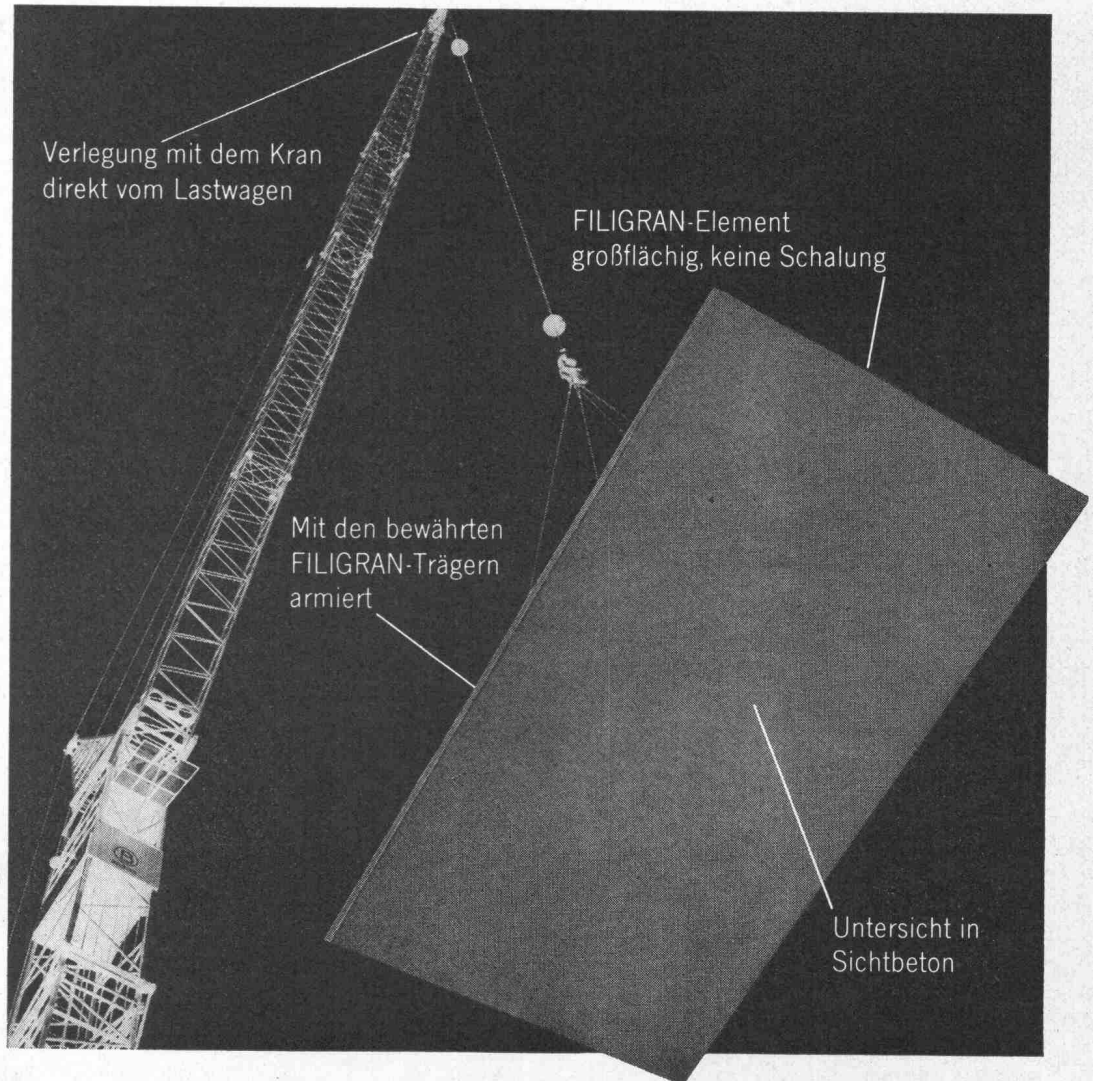 Verlegung mit dem Kran
direkt vom Lastwagen
FILIGRAN-Element
großflächig, keine Schalung
Mit den bewährten
FILIGRAN-Trägern
armiert
Untersicht in
Sichtbeton